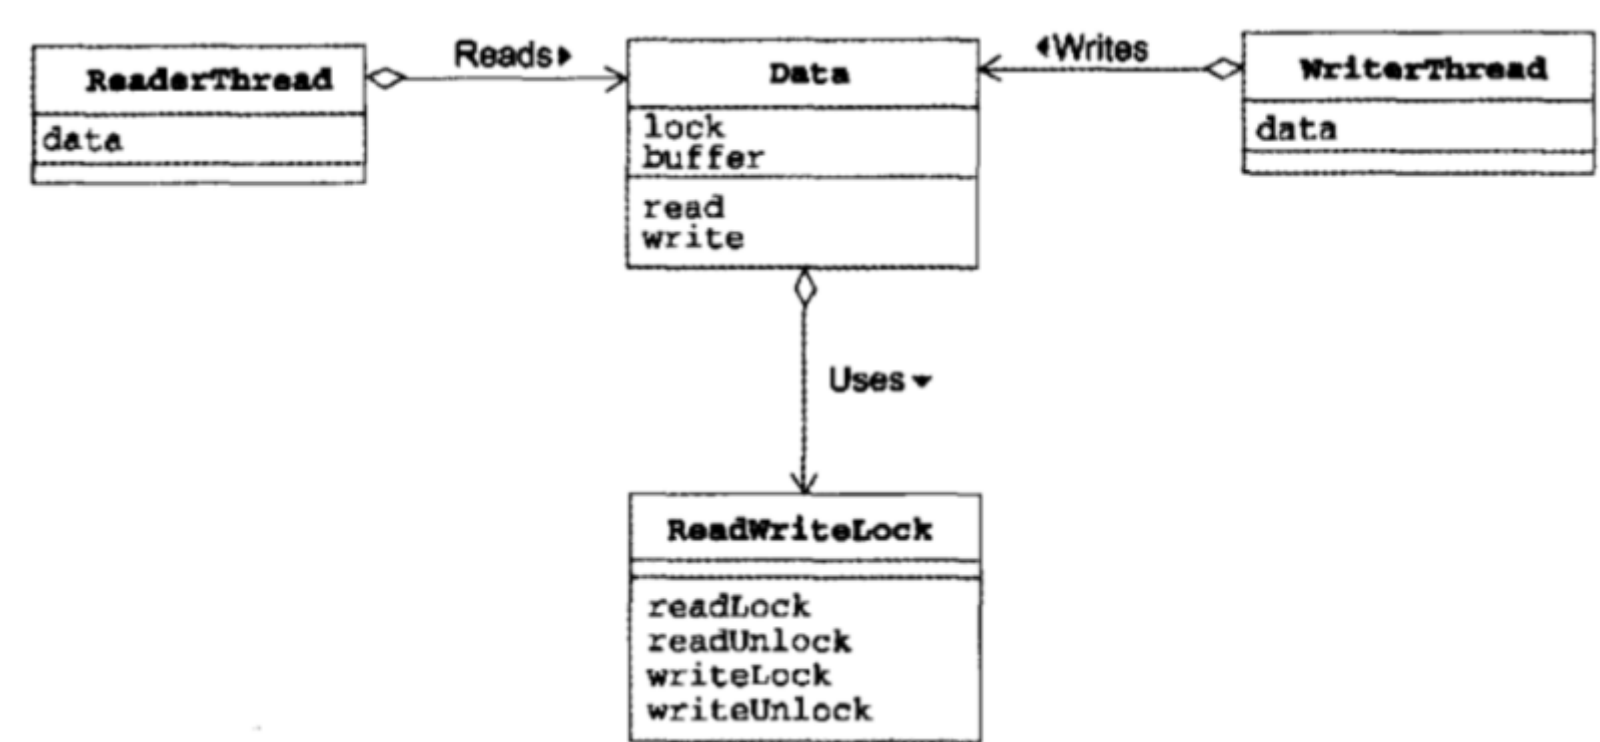 ReaderThread
data
Reads
Data
lock
buffer
read
write
Writes
WriterThread
data
Uses
ReadWriteLock
readLock
readUnlock
writeLock
writeUnlock